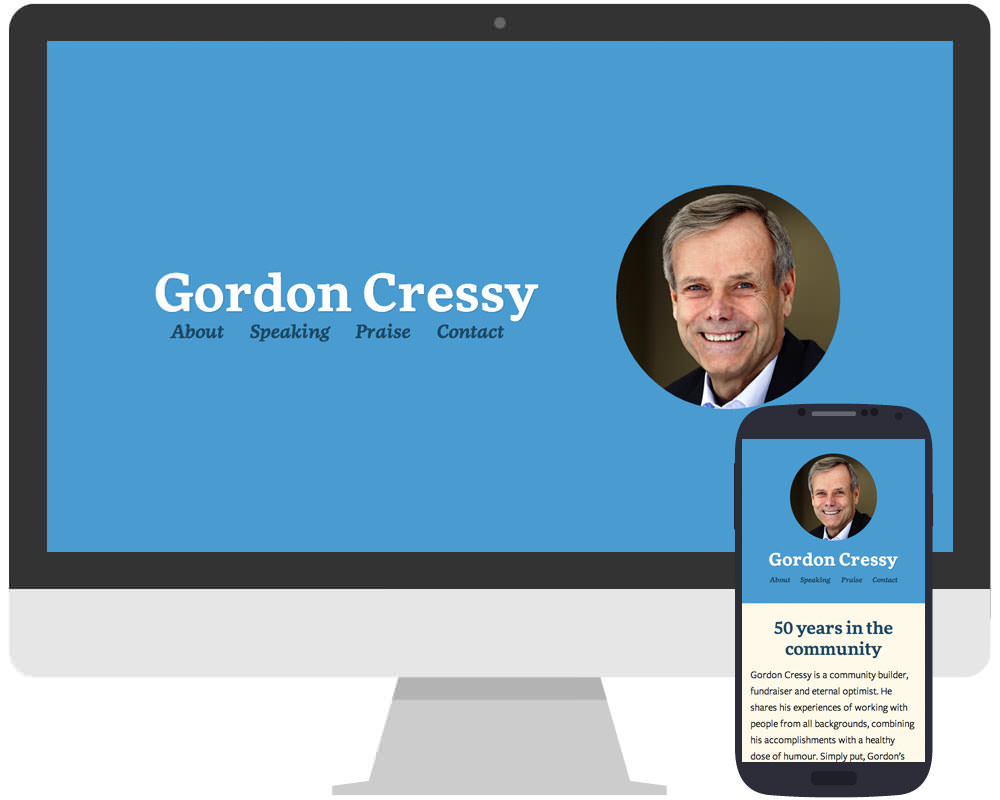 Gordon Cressy
About Speaking Praise Contact
Gordon Cressy
About Speaking Praise Contact
50 years in the
community
Gordon Cressy is a community builder,
fundraiser and eternal optimist. He
shares his experiences of working with
people from all backgrounds, combining
his accomplishments with a healthy
dose of humour. Simply put, Gordon's